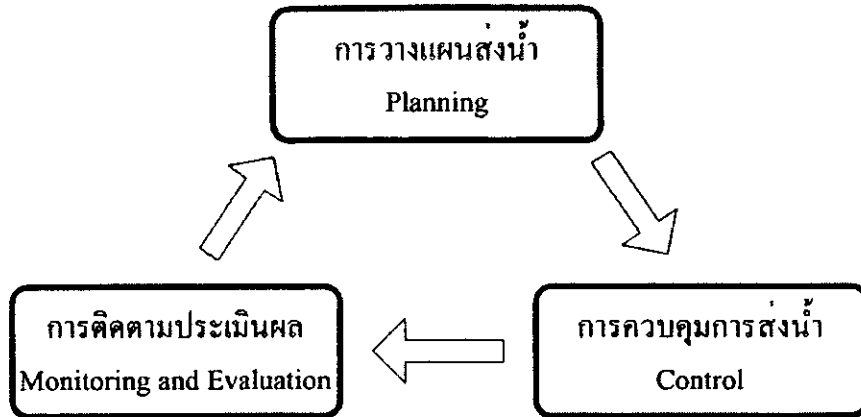 การวางแผนส่งน้ำ
Planning
การติดตามประเมินผล
Monitoring and Evaluation
การควบคุมการส่งน้ำ
Control